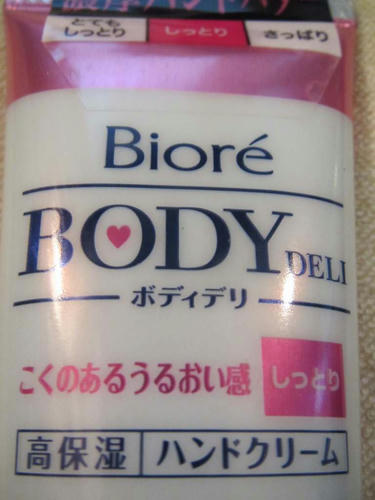 とても
しっとり しっとり さっぱり
Bioré
BODY DELI
ボディデリ
こくのあるうるおい感 しっとり
高保湿 ハンドクリーム